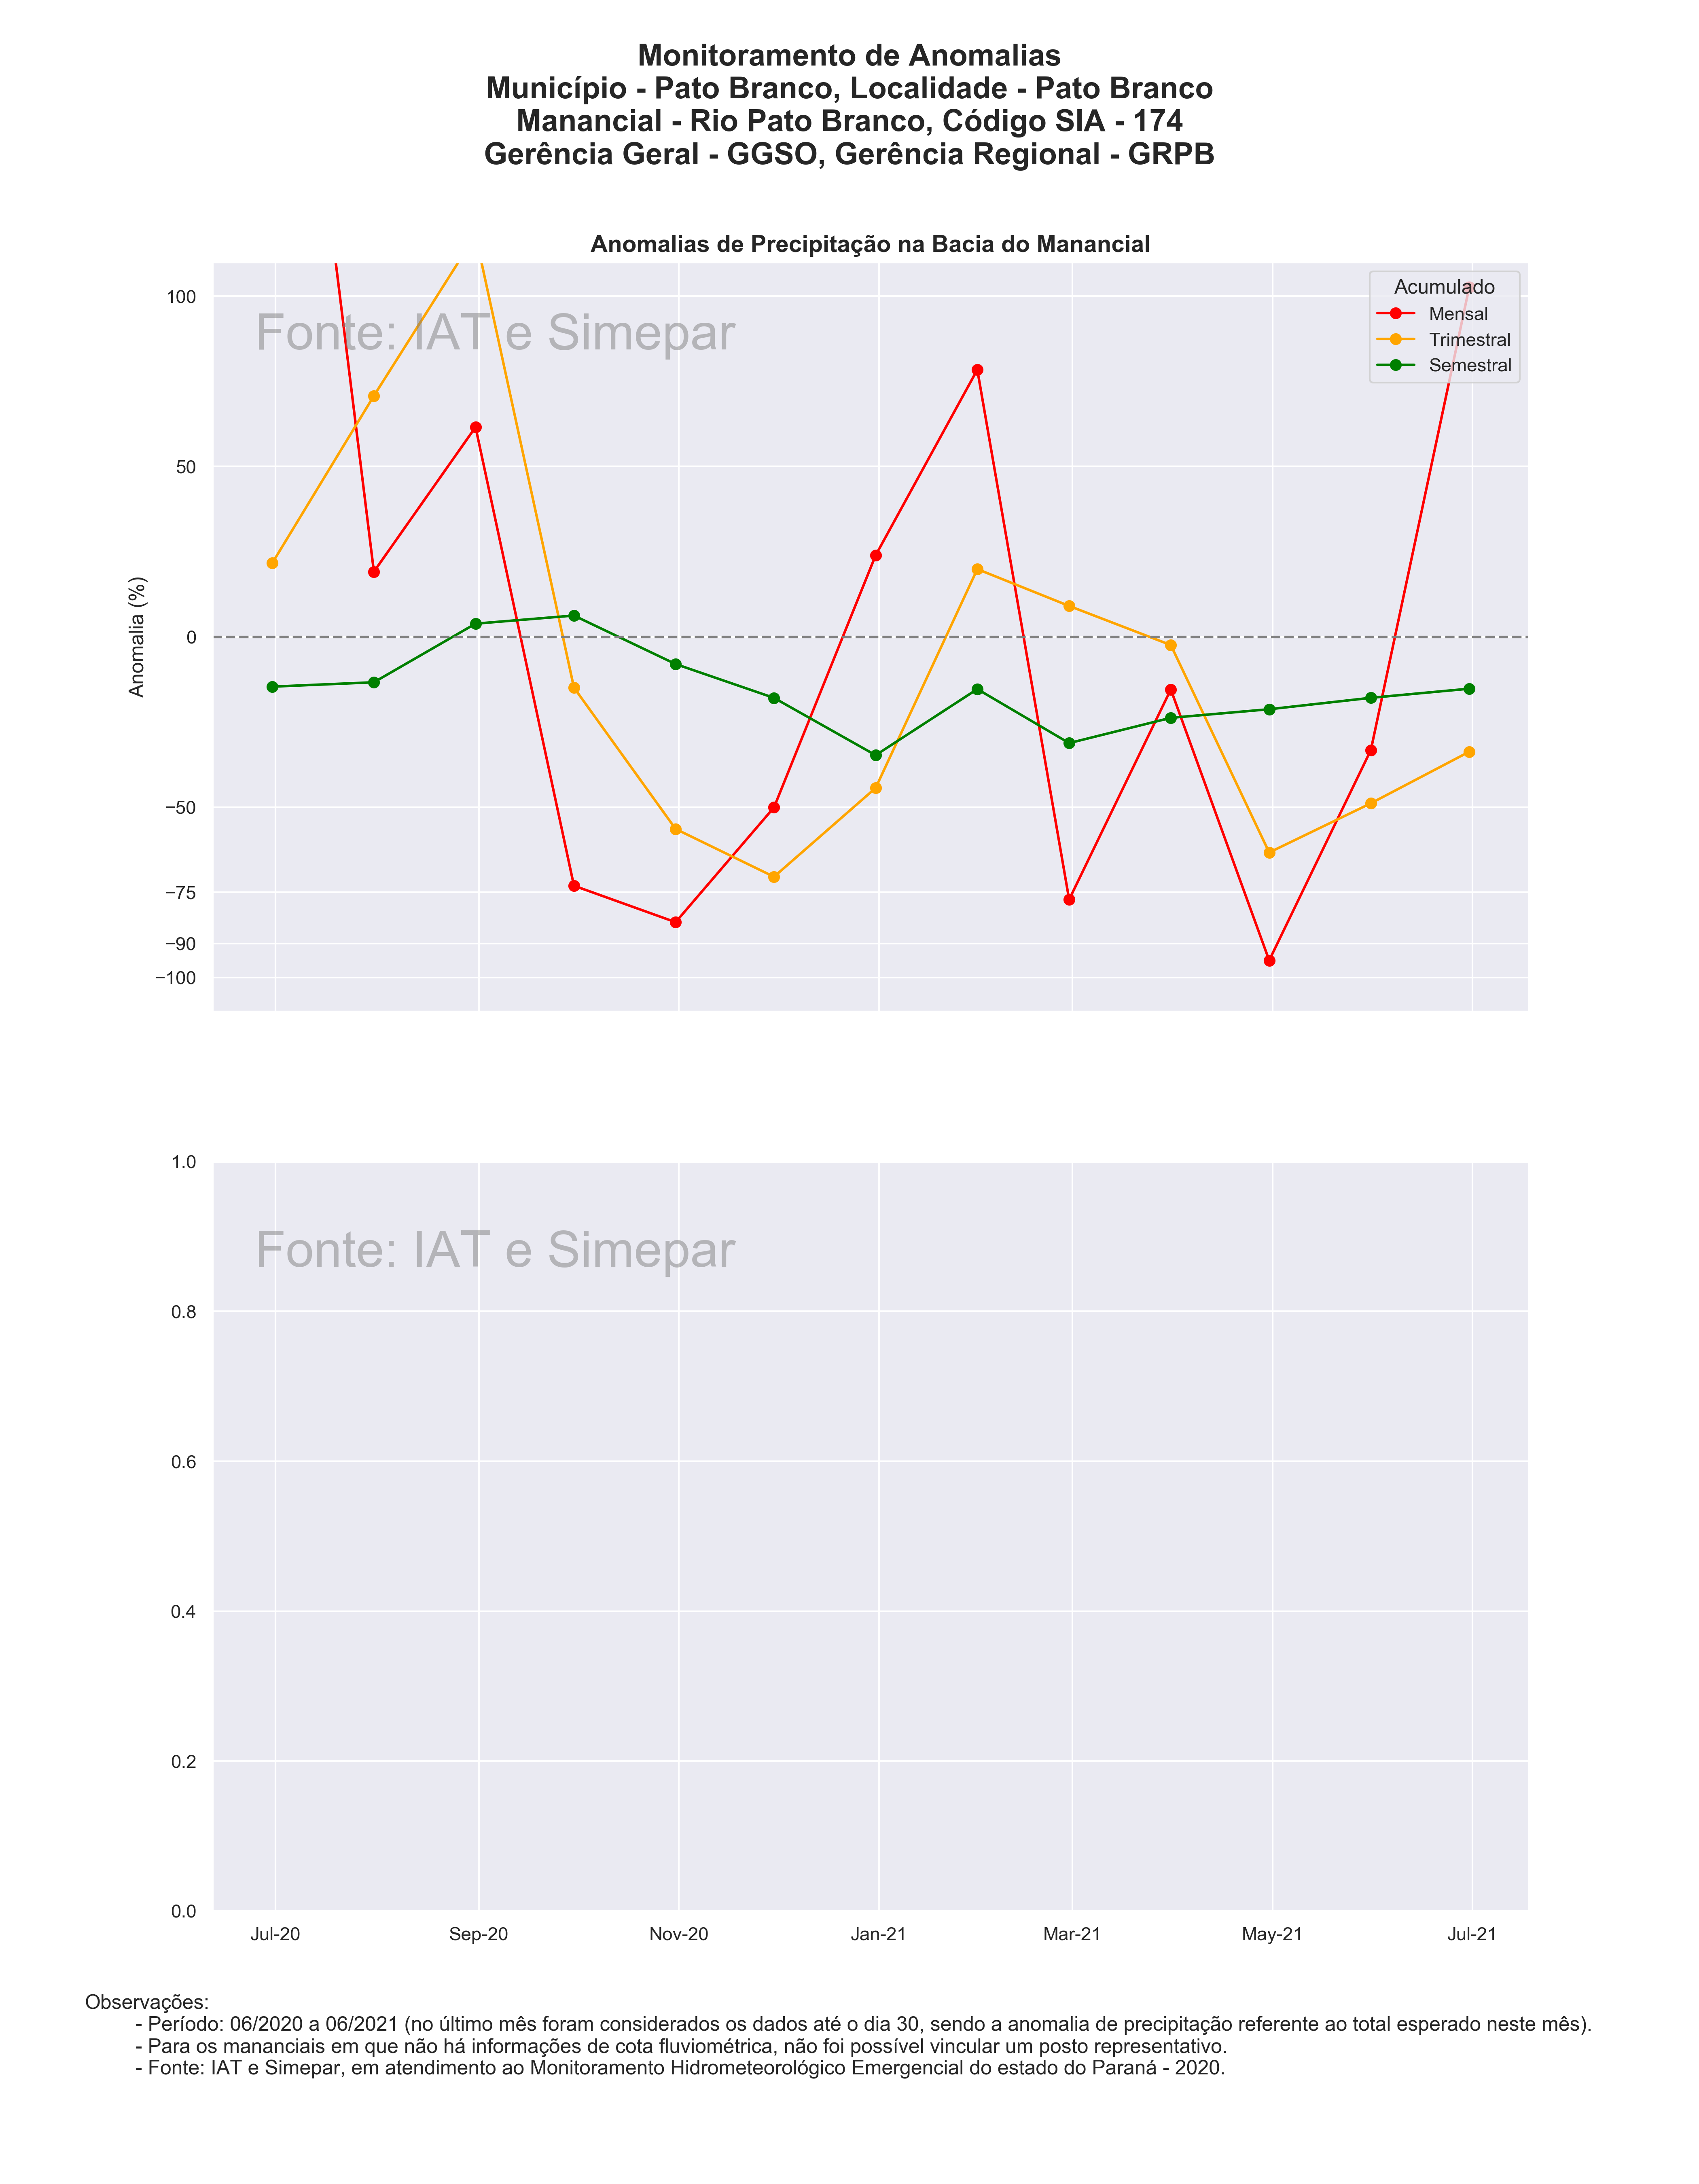 Monitoramento de Anomalias
Município - Pato Branco, Localidade - Pato Branco
Manancial - Rio Pato Branco, Código SIA - 174
Gerência Geral - GGSO, Gerência Regional - GRPB
Anomalias de Precipitação na Bacia do Manancial
Fonte: IAT e Simepar
Acumulado
Mensal
Trimestral
Semestral
Anomalia (%)
100
50
0
−50
−75
−90
−100
Fonte: IAT e Simepar
1.0
0.8
0.6
0.4
0.2
0.0
Jul-20 Sep-20 Nov-20 Jan-21 Mar-21 May-21 Jul-21
Observações:
- Período: 06/2020 a 06/2021 (no último mês foram considerados os dados até o dia 30, sendo a anomalia de precipitação referente ao total esperado neste mês).
- Para os mananciais em que não há informações de cota fluviométrica, não foi possível vincular um posto representativo.
- Fonte: IAT e Simepar, em atendimento ao Monitoramento Hidrometeorológico Emergencial do estado do Paraná - 2020.